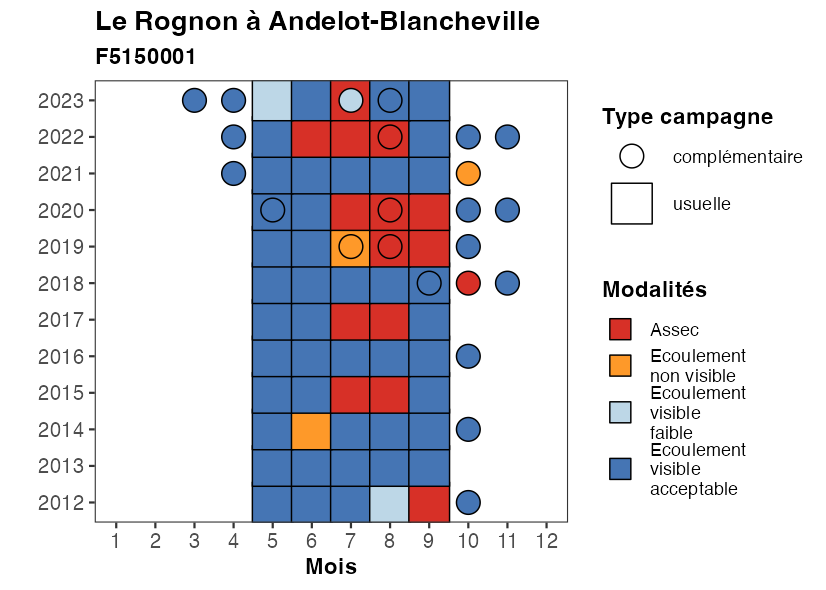 Le Rognon à Andelot-Blancheville
F5150001
2023
2022
2021
2020
2019
2018
2017
2016
2015
2014
2013
2012
1 2 3 4 5 6 7 8 9 10 11 12
Mois
Type campagne
complémentaire
usuelle
Modalités
Assec
Ecoulement
non visible
Ecoulement
visible
faible
Ecoulement
visible
acceptable